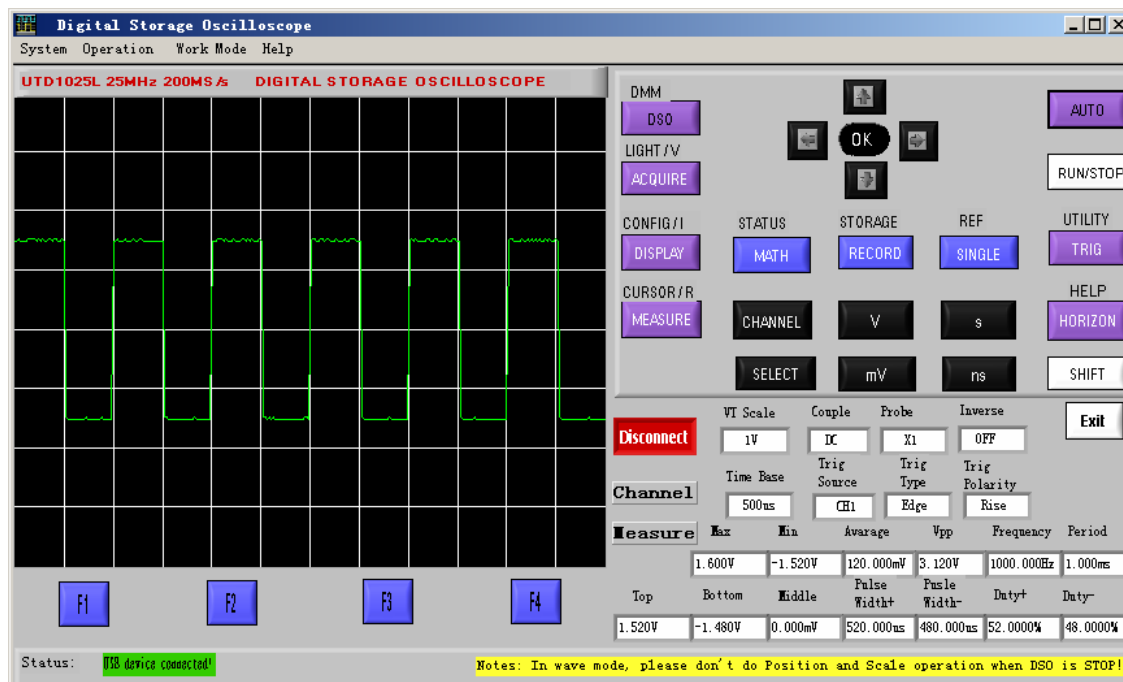 Digital Storage Oscilloscope
System Operation Work Mode Help
UTD1025L 25MHz 200MS/s DIGITAL STORAGE OSCILLOSCOPE
DMM
DSO
AUTO
OK
LIGHT/V
ACQUIRE
RUN/STOP
CONFIG/I STATUS STORAGE REF UTILITY
DISPLAY MATH RECORD SINGLE TRIG
CURSOR/R HELP
MEASURE CHANNEL V s HORIZON
SELECT mV ns SHIFT
Disconnect
VT Scale Couple Probe Inverse
1V DC X1 OFF
Exit
Time Base Trig Source Trig Type Trig Polarity
500us CH1 Edge Rise
Channel
Measure Max Min Avarage Vpp Frequency Period
1.600V -1.520V 120.000mV 3.120V 1000.000Hz 1.000ms
Top Bottom Middle Pulse Width+ Pusle Width- Duty+ Duty-
1.520V -1.480V 0.000mV 520.000us 480.000us 52.0000% 48.0000%
F1 F2 F3 F4
Status: USB device connected!
Notes: In wave mode, please don't do Position and Scale operation when DSO is STOP!